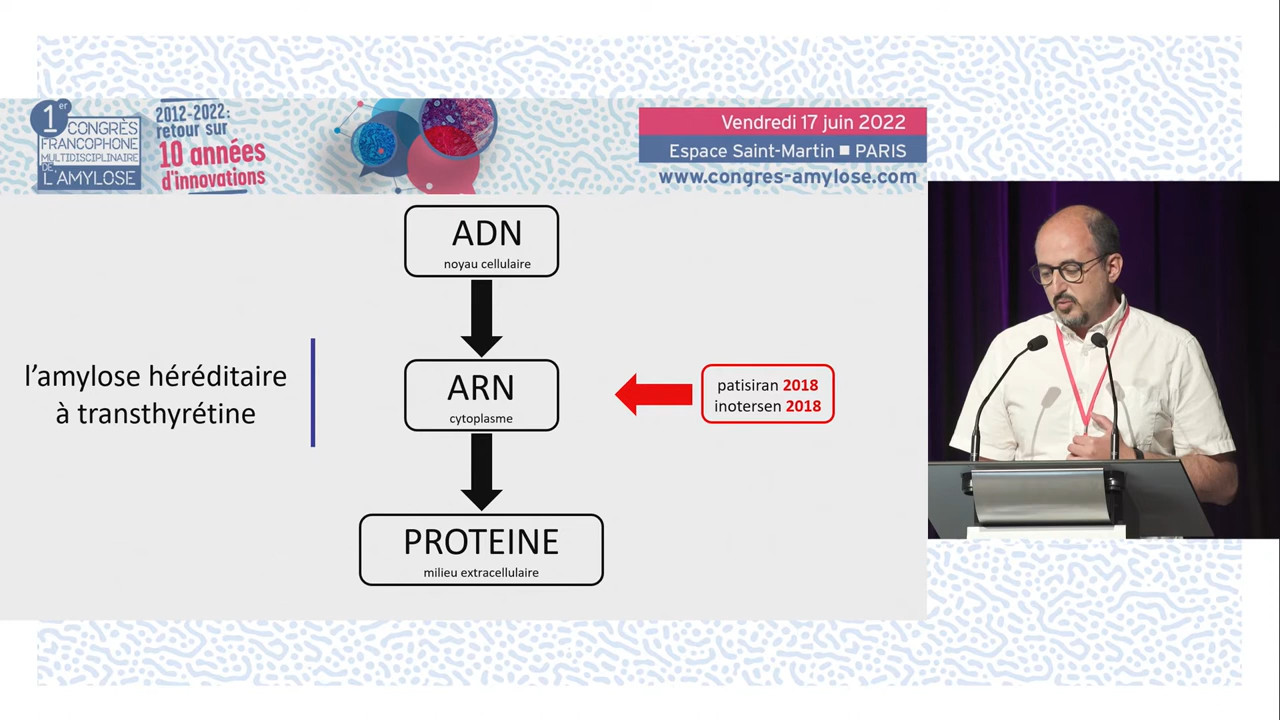 1er
CONGRÈS
FRANCOPHONE
MULTIDISCIPLINAIRE
DE
L'AMYLOSE
2012-2022:
retour sur
10 années
d'innovations
Vendredi 17 juin 2022
Espace Saint-Martin ■ PARIS
www.congres-amylose.com
ADN
noyau cellulaire
l'amylose héréditaire
à transthyrétine
ARN
cytoplasme
patisiran 2018
inotersen 2018
PROTEINE
milieu extracellulaire